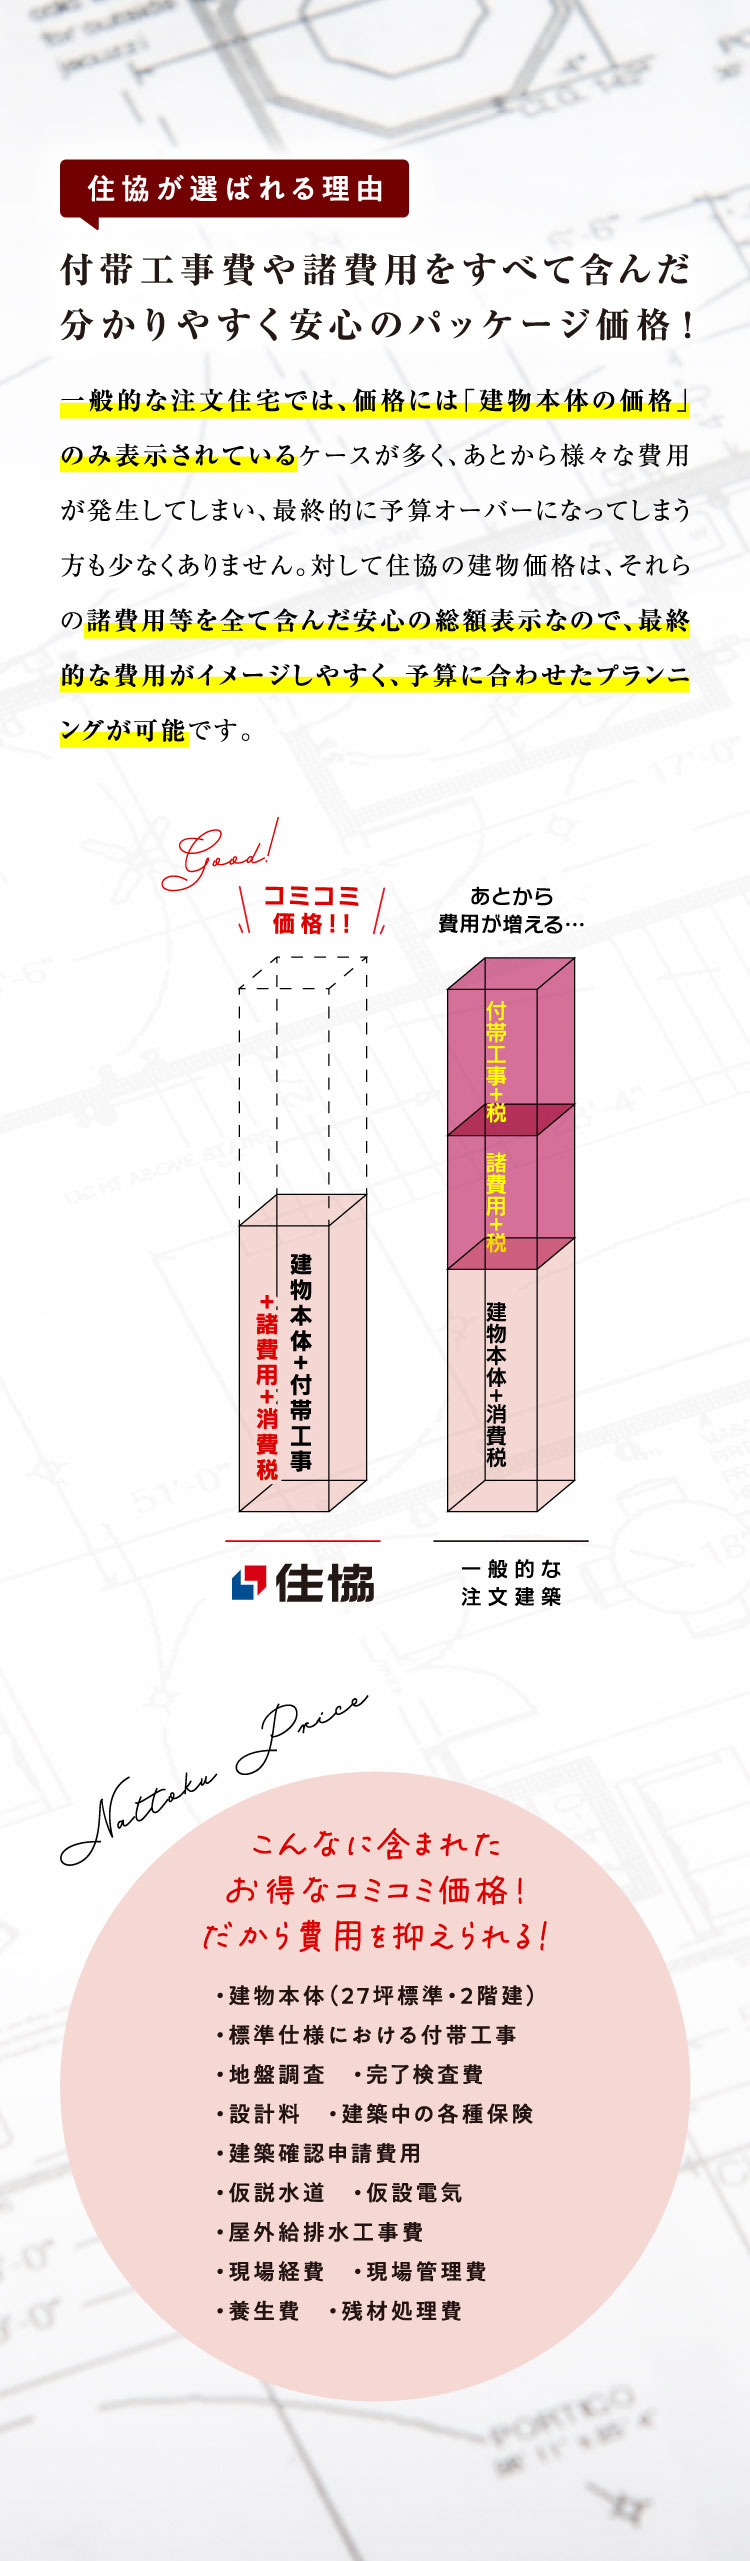 for outside
jacuzzi
4"
CLG. 142"
住協が選ばれる理由
付帯工事費や諸費用をすべて含んだ
分かりやすく安心のパッケージ価格！
一般的な注文住宅では、価格には「建物本体の価格」
のみ表示されているケースが多く、あとから様々な費用
が発生してしまい、最終的に予算オーバーになってしまう
方も少なくありません。対して住協の建物価格は、それら
の諸費用等を全て含んだ安心の総額表示なので、最終
的な費用がイメージしやすく、予算に合わせたプランニ
ングが可能です。
17'-0"
Good!
コミコミ
価格!!
あとから
費用が増える…
付帯工事+税
諸費用+税
建物本体+付帯工事
+諸費用+消費税
建物本体+消費税
LIGHT ABOVE
51'-0"
住協
一般的な
注文建築
Nattoku Price
こんなに含まれた
お得なコミコミ価格！
だから費用を抑えられる！
・建物本体（27坪標準・2階建）
・標準仕様における付帯工事
・地盤調査　・完了検査費
・設計料　・建築中の各種保険
・建築確認申請費用
・仮説水道　・仮設電気
・屋外給排水工事費
・現場経費　・現場管理費
・養生費　・残材処理費
PORTICO